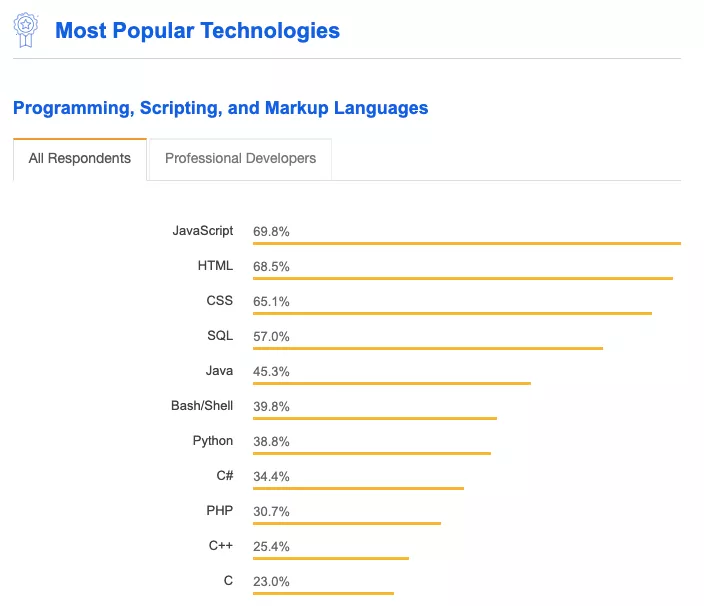 Most Popular Technologies
Programming, Scripting, and Markup Languages
All Respondents Professional Developers
JavaScript 69.8%
HTML 68.5%
CSS 65.1%
SQL 57.0%
Java 45.3%
Bash/Shell 39.8%
Python 38.8%
C# 34.4%
PHP 30.7%
C++ 25.4%
C 23.0%